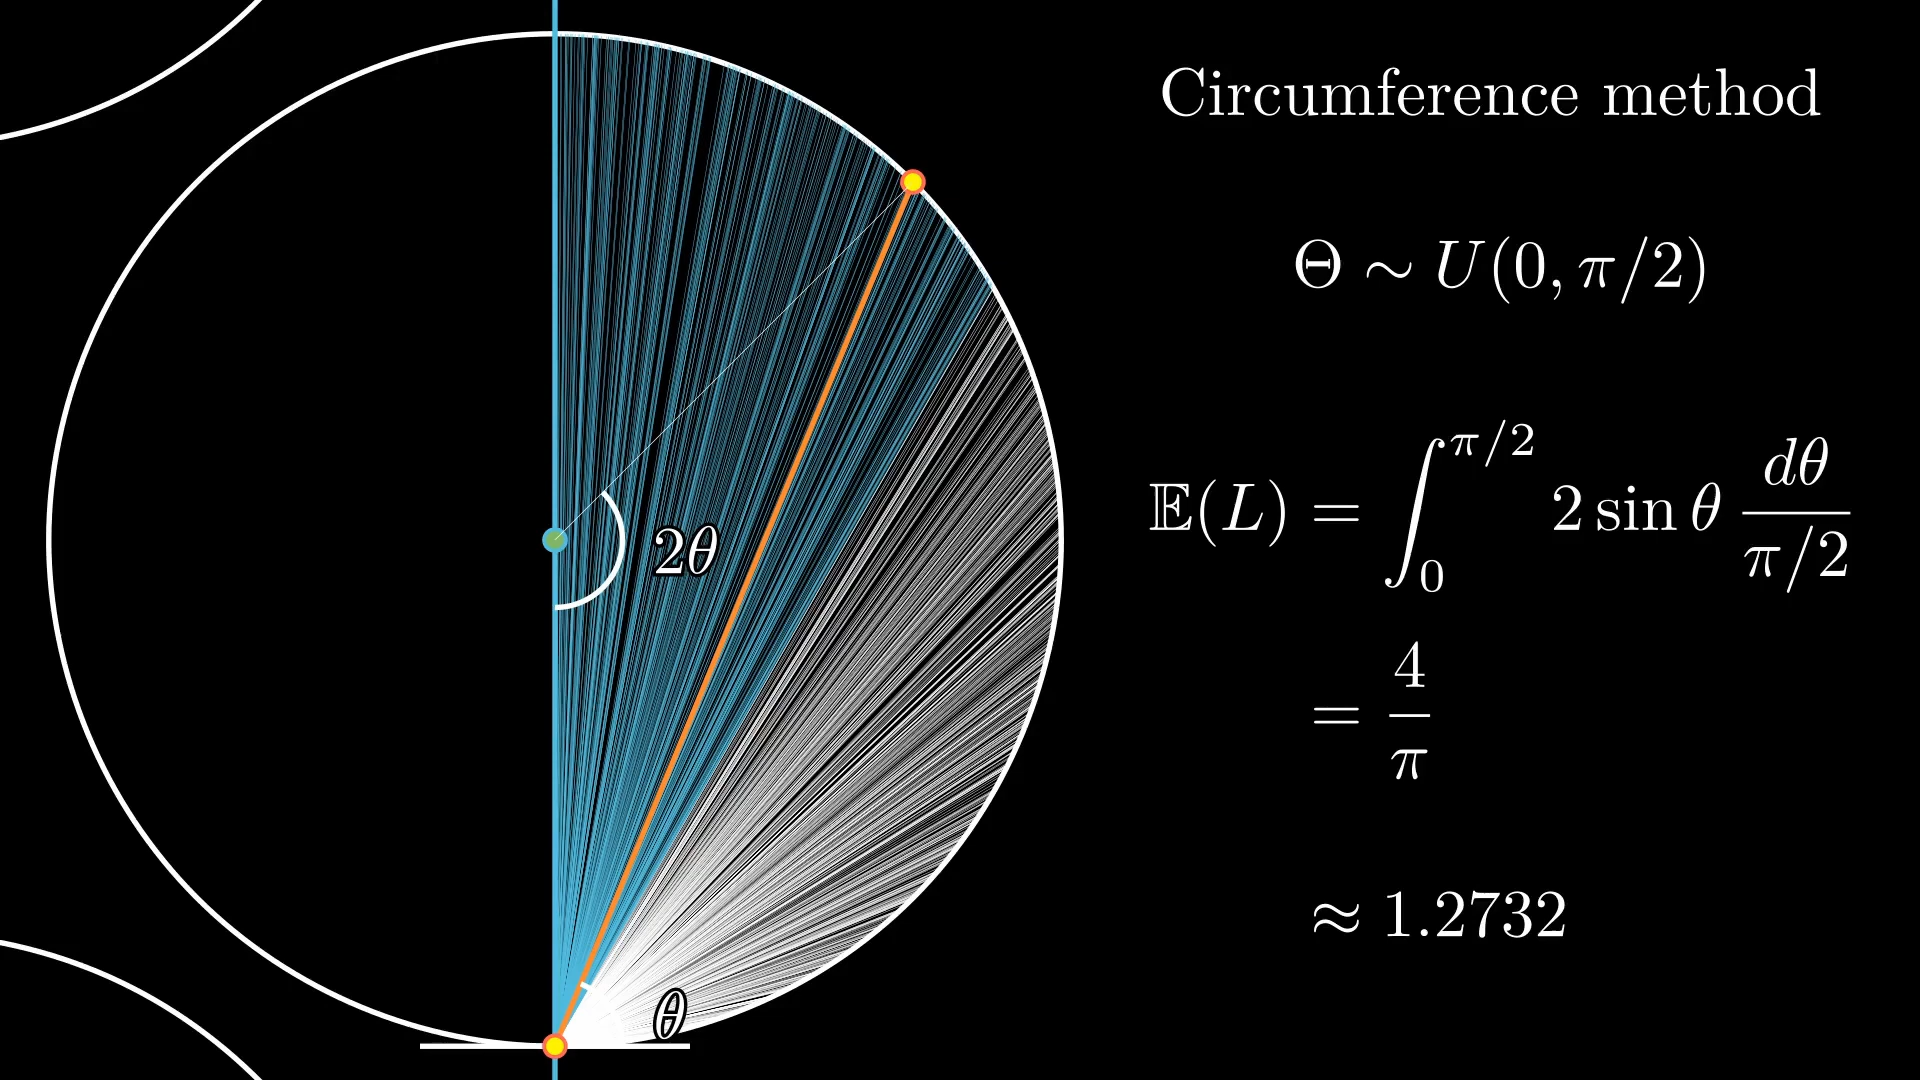 Circumference method
Θ ∼ U(0, π/2)
𝔼(L) = ∫₀^{π/2} 2 sin θ dθ/(π/2)
= 4/π
≈ 1.2732
2θ
θ